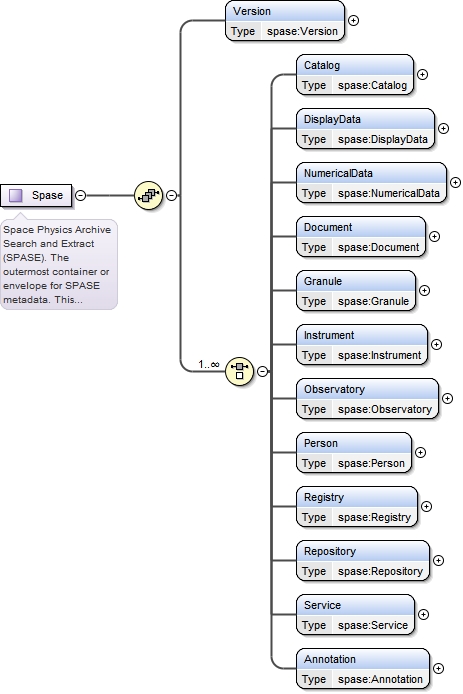 Version
Type spase:Version
Catalog
Type spase:Catalog
DisplayData
Type spase:DisplayData
NumericalData
Type spase:NumericalData
Spase
Space Physics Archive
Search and Extract
(SPASE). The
outermost container or
envelope for SPASE
metadata. This...
Document
Type spase:Document
Granule
Type spase:Granule
Instrument
Type spase:Instrument
1..∞
Observatory
Type spase:Observatory
Person
Type spase:Person
Registry
Type spase:Registry
Repository
Type spase:Repository
Service
Type spase:Service
Annotation
Type spase:Annotation